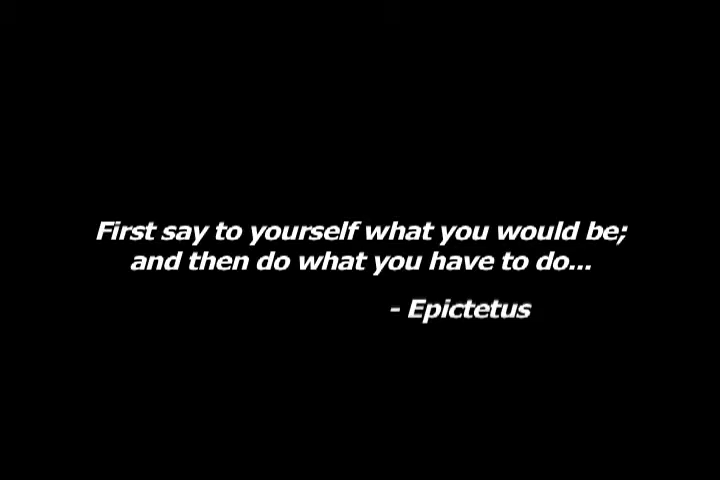 First say to yourself what you would be;
and then do what you have to do...
- Epictetus